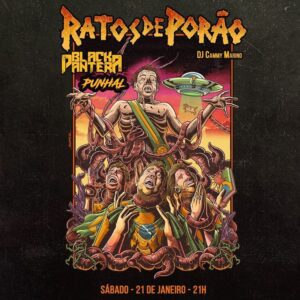 RATOS DE PORÃO
BLACK PANTERA
DJ CAMMY MARINO
PUNHAL
SÁBADO - 21 DE JANEIRO - 21H